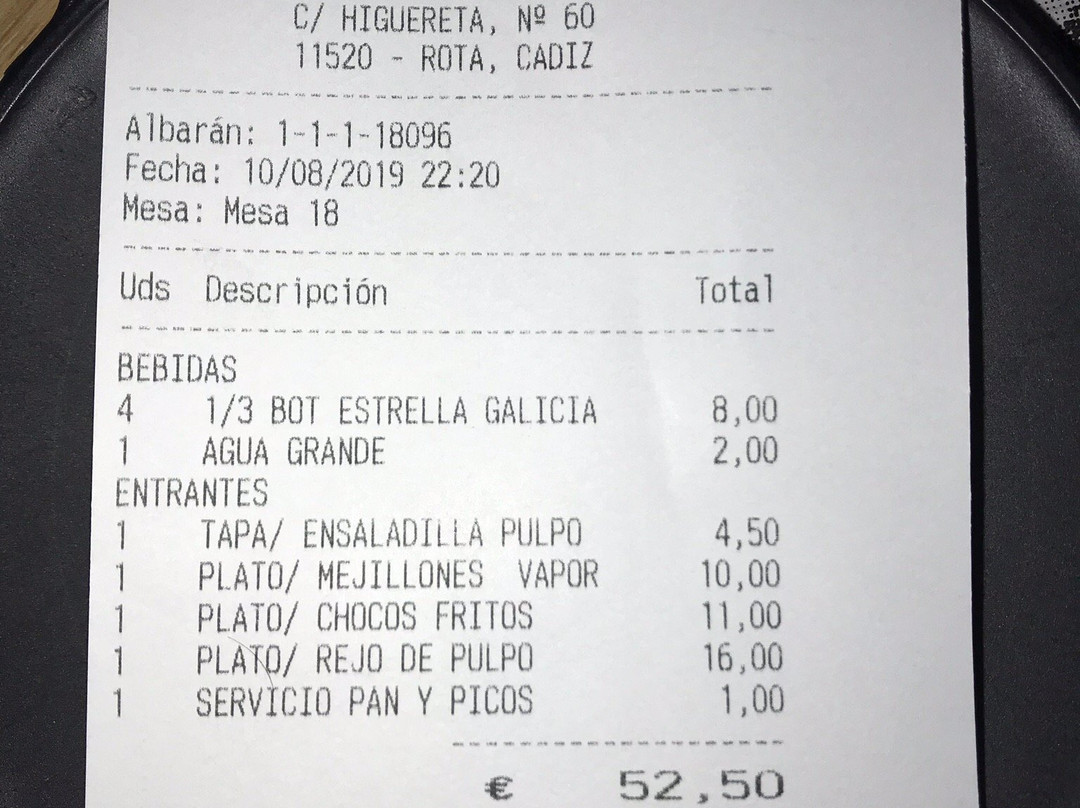 C/ HIGUERETA, Nº 60
11520 - ROTA, CADIZ
Albarán: 1-1-1-18096
Fecha: 10/08/2019 22:20
Mesa: Mesa 18
Uds Descripción Total
BEBIDAS
4 1/3 BOT ESTRELLA GALICIA 8,00
1 AGUA GRANDE 2,00
ENTRANTES
1 TAPA/ ENSALADILLA PULPO 4,50
1 PLATO/ MEJILLONES VAPOR 10,00
1 PLATO/ CHOCOS FRITOS 11,00
1 PLATO/ REJO DE PULPO 16,00
1 SERVICIO PAN Y PICOS 1,00
€ 52,50